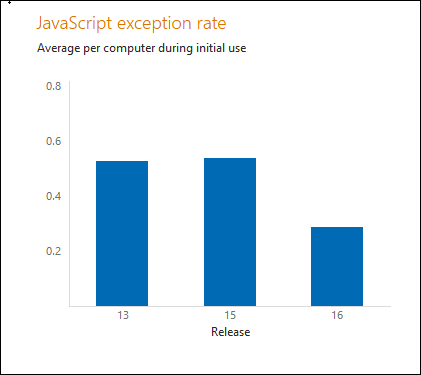 JavaScript exception rate
Average per computer during initial use
0.8
0.6
0.4
0.2
13 15 16
Release